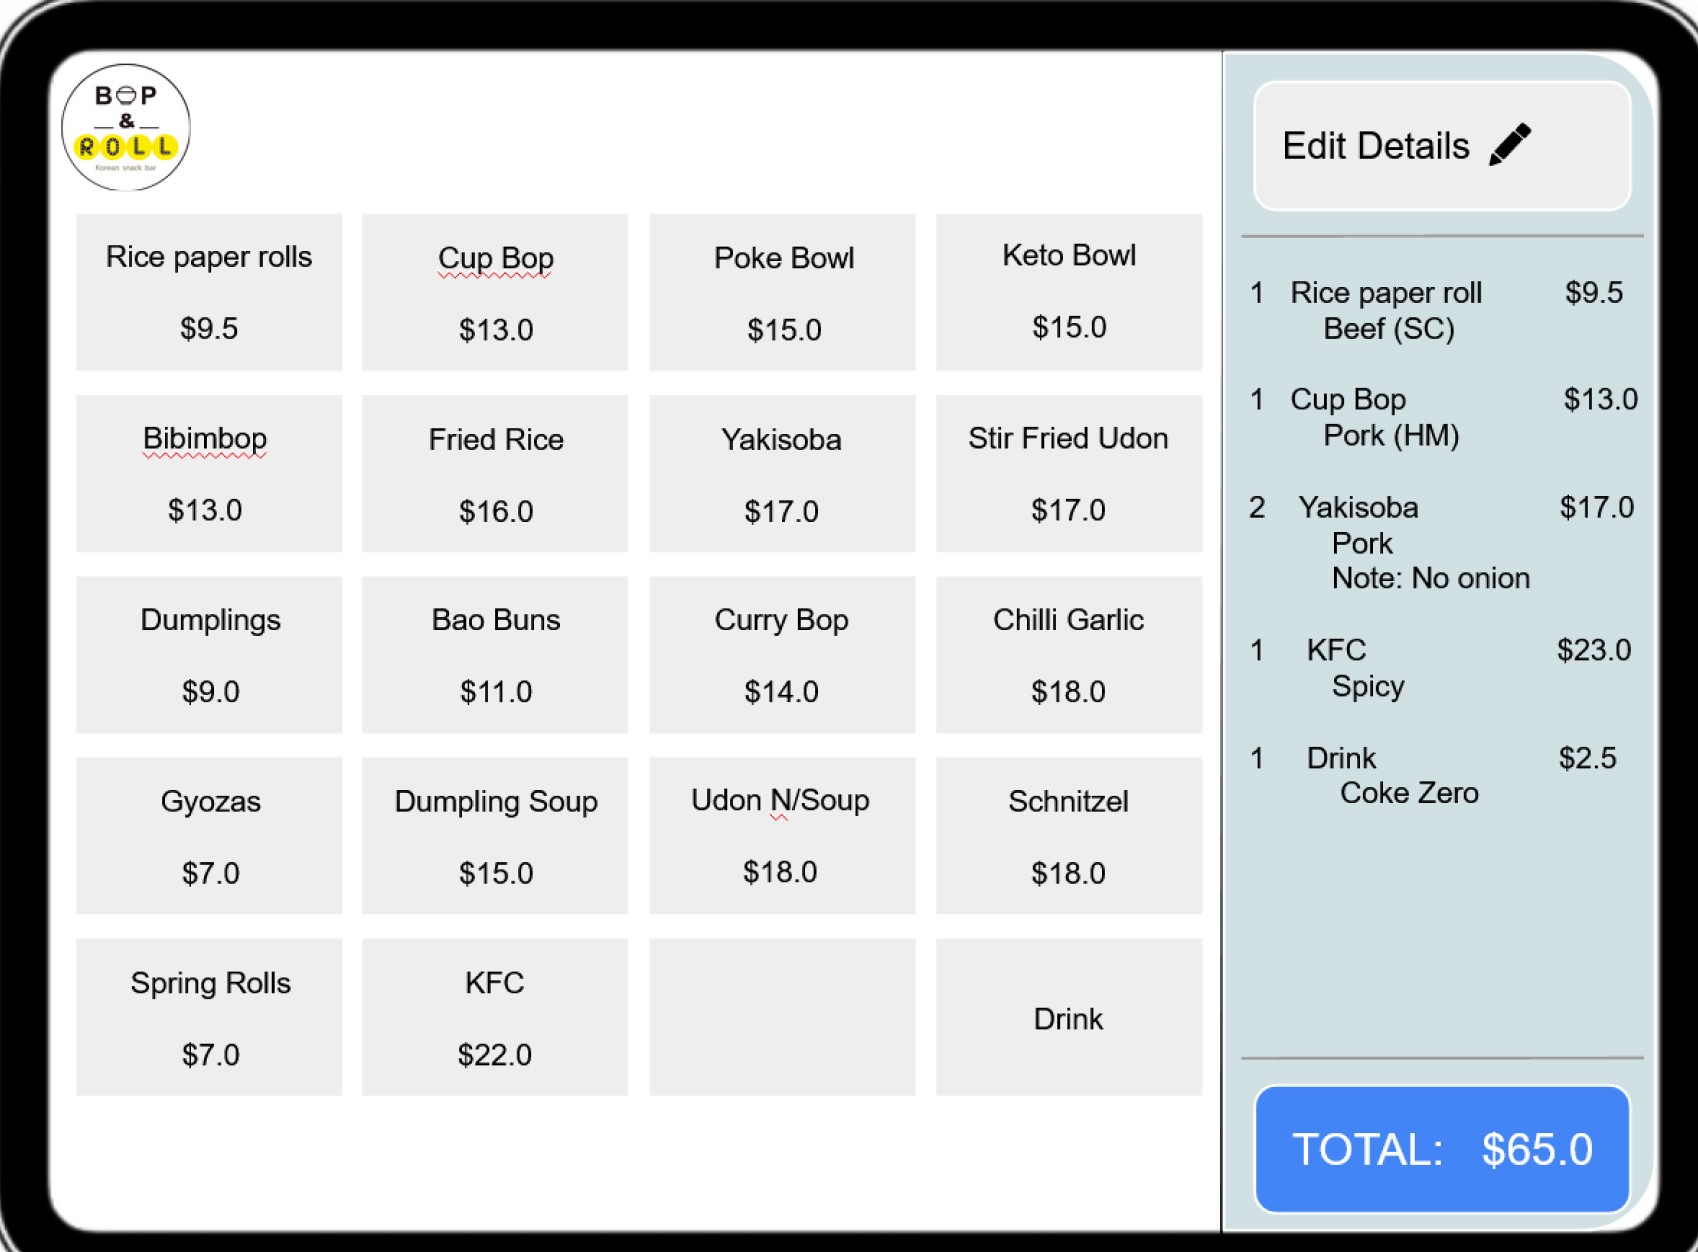 BOP
&
ROLL
Korean snack bar
Rice paper rolls
$9.5
Cup Bop
$13.0
Poke Bowl
$15.0
Keto Bowl
$15.0
Bibimbop
$13.0
Fried Rice
$16.0
Yakisoba
$17.0
Stir Fried Udon
$17.0
Dumplings
$9.0
Bao Buns
$11.0
Curry Bop
$14.0
Chilli Garlic
$18.0
Gyozas
$7.0
Dumpling Soup
$15.0
Udon N/Soup
$18.0
Schnitzel
$18.0
Spring Rolls
$7.0
KFC
$22.0
Drink
Edit Details
1 Rice paper roll $9.5
Beef (SC)
1 Cup Bop $13.0
Pork (HM)
2 Yakisoba $17.0
Pork
Note: No onion
1 KFC $23.0
Spicy
1 Drink $2.5
Coke Zero
TOTAL: $65.0